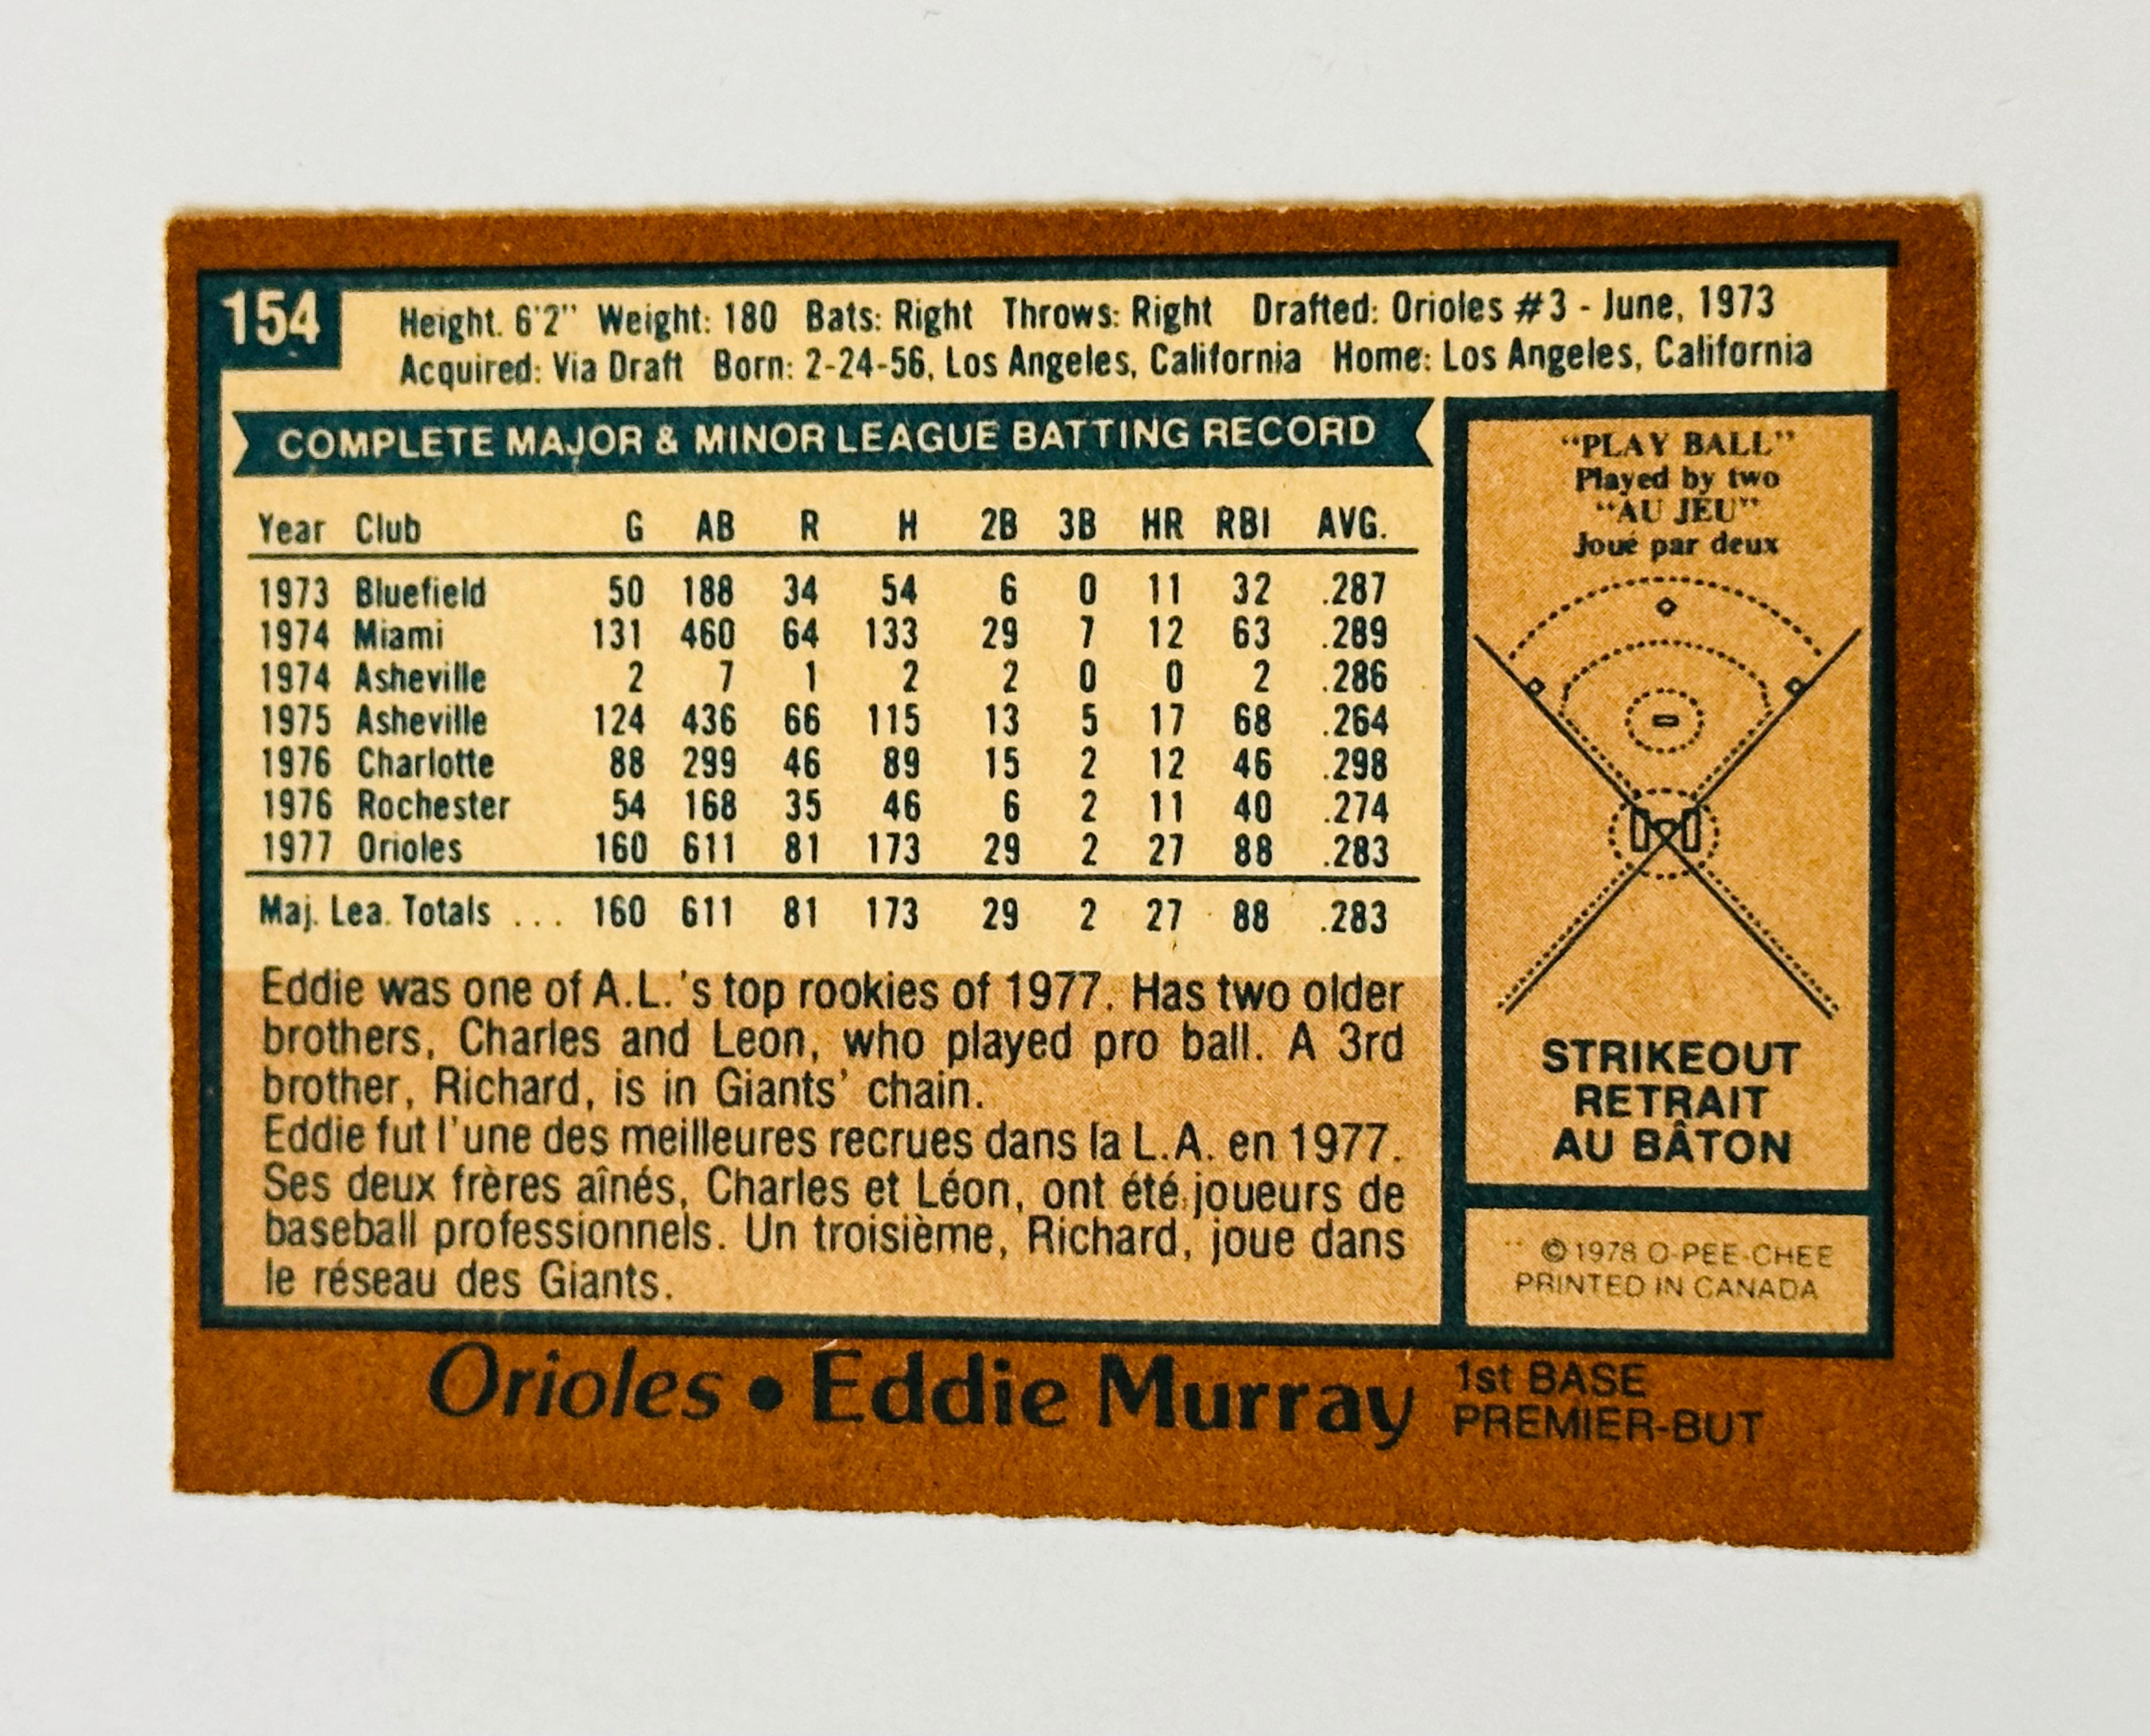 154
Height. 6'2" Weight: 180 Bats: Right Throws: Right Drafted: Orioles #3 - June, 1973
Acquired: Via Draft Born: 2-24-56, Los Angeles, California Home: Los Angeles, California
COMPLETE MAJOR & MINOR LEAGUE BATTING RECORD
Year Club G AB R H 2B 3B HR RBI AVG.
1973 Bluefield 50 188 34 54 6 0 11 32 .287
1974 Miami 131 460 64 133 29 7 12 63 .289
1974 Asheville 2 7 1 2 2 0 0 2 .286
1975 Asheville 124 436 66 115 13 5 17 68 .264
1976 Charlotte 88 299 46 89 15 2 12 46 .298
1976 Rochester 54 168 35 46 6 2 11 40 .274
1977 Orioles 160 611 81 173 29 2 27 88 .283
Maj. Lea. Totals ... 160 611 81 173 29 2 27 88 .283
Eddie was one of A.L.'s top rookies of 1977. Has two older
brothers, Charles and Leon, who played pro ball. A 3rd
brother, Richard, is in Giants' chain.
Eddie fut l'une des meilleures recrues dans la L.A. en 1977.
Ses deux frères aînés, Charles et Léon, ont été joueurs de
baseball professionnels. Un troisième, Richard, joue dans
le réseau des Giants.
"PLAY BALL"
Played by two
"AU JEU"
Joué par deux
STRIKEOUT
RETRAIT
AU BÂTON
© 1978 O-PEE-CHEE
PRINTED IN CANADA
Orioles • Eddie Murray
1st BASE
PREMIER-BUT